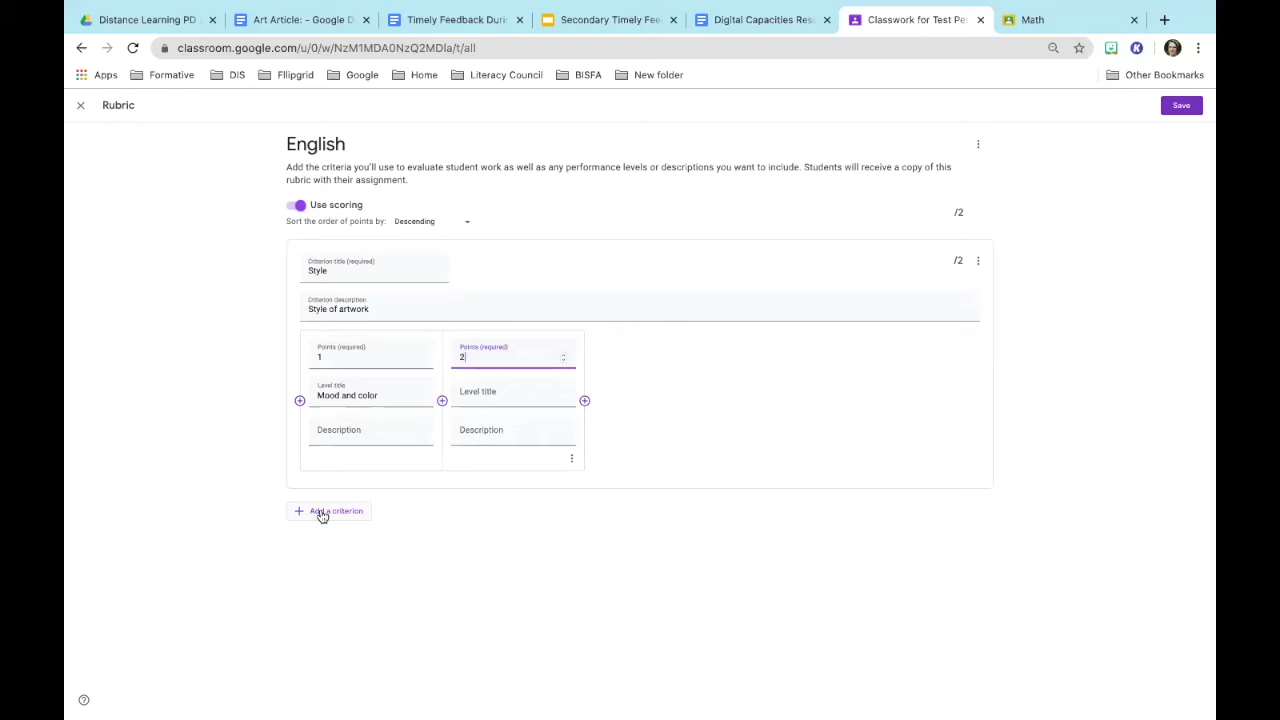 Distance Learning PD
Art Article: - Google D
Timely Feedback Duri
Secondary Timely Fee
Digital Capacities Res
Classwork for Test Pe
Math
classroom.google.com/u/0/w/NzM1MDA0NzQ2MDla/t/all
Apps
Formative
DIS
Fllipgrid
Google
Home
Literacy Council
BISFA
New folder
Other Bookmarks
Rubric
Save
English
Add the criteria you'll use to evaluate student work as well as any performance levels or descriptions you want to include. Students will receive a copy of this
rubric with their assignment.
Use scoring
Sort the order of points by: Descending
/2
Criterion title (required)
Style
/2
Criterion description
Style of artwork
Points (required)
1
Level title
Mood and color
Description
Points (required)
2
Level title
Description
Add a criterion